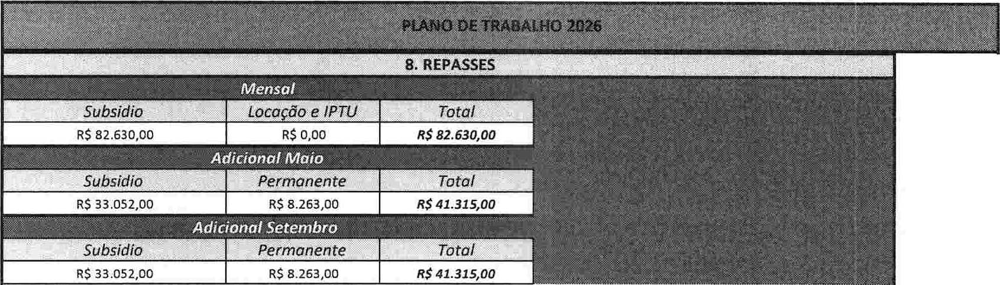 PLANO DE TRABALHO 2026
8. REPASSES
Mensal
Subsidio Locação e IPTU Total
R$ 82.630,00 R$ 0,00 R$ 82.630,00
Adicional Maio
Subsidio Permanente Total
R$ 33.052,00 R$ 8.263,00 R$ 41.315,00
Adicional Setembro
Subsidio Permanente Total
R$ 33.052,00 R$ 8.263,00 R$ 41.315,00